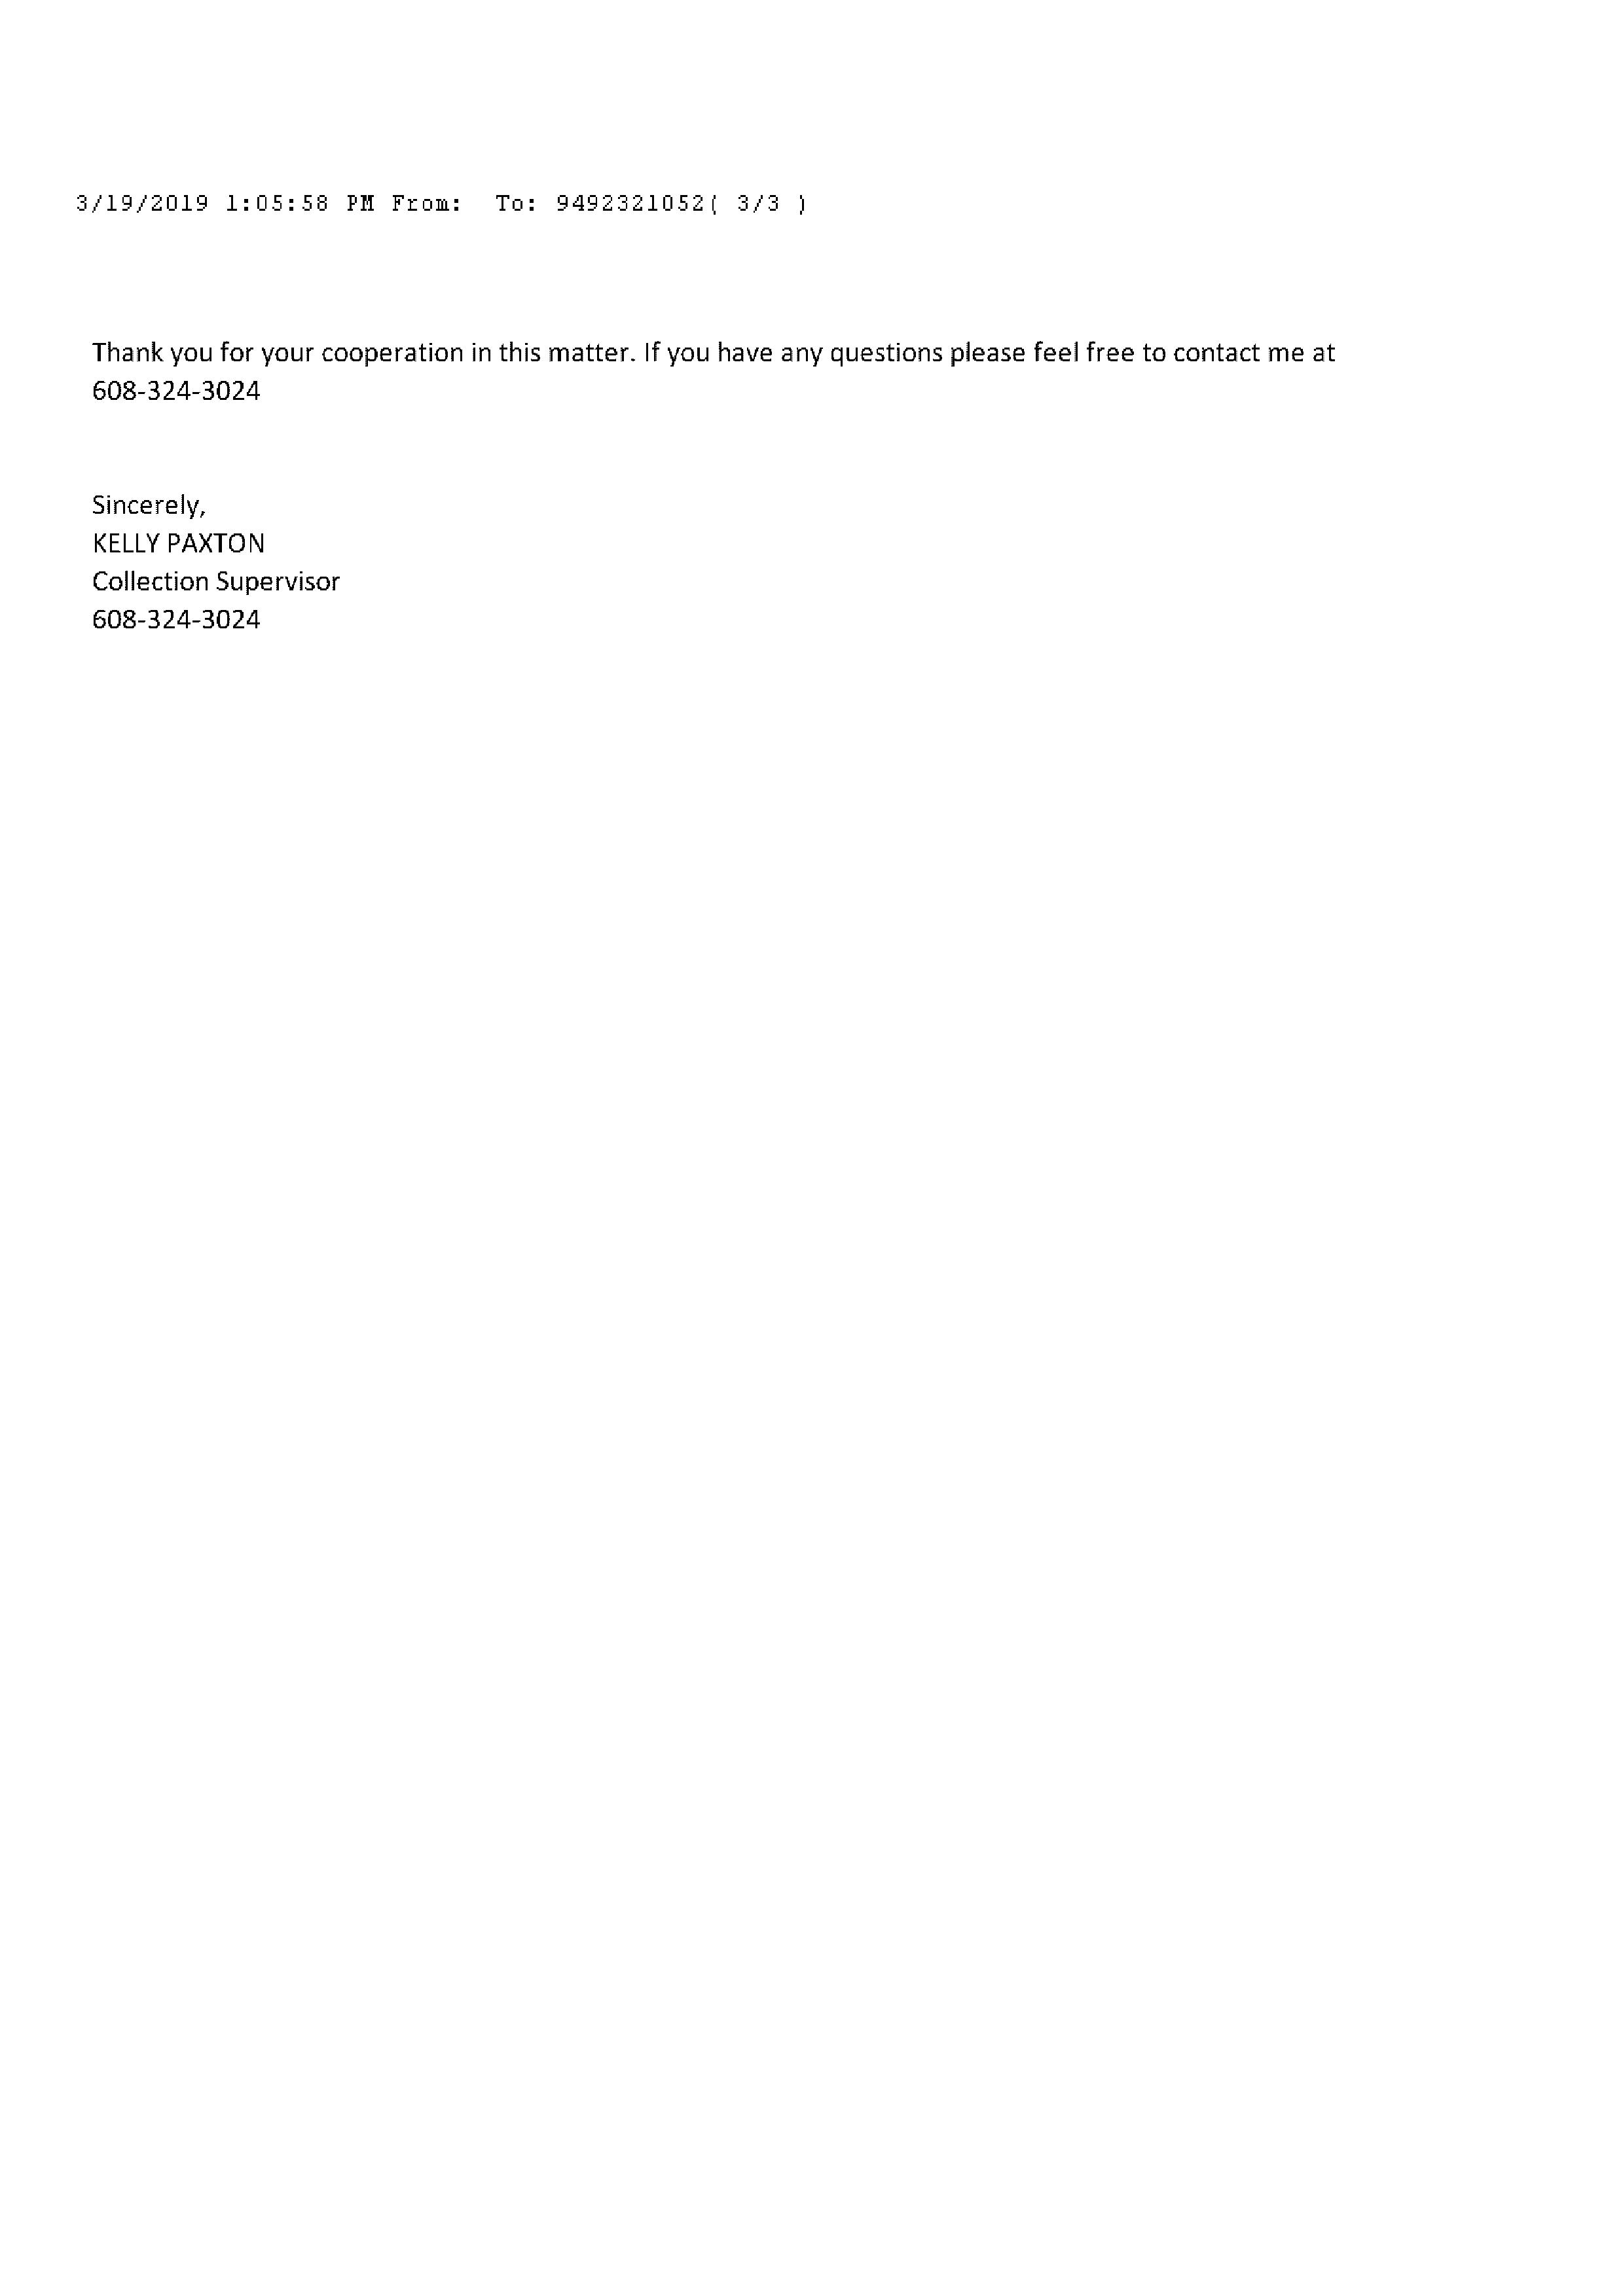 3/19/2019 1:05:58 PM From: To: 9492321052( 3/3 )
Thank you for your cooperation in this matter. If you have any questions please feel free to contact me at
608-324-3024
Sincerely,
KELLY PAXTON
Collection Supervisor
608-324-3024